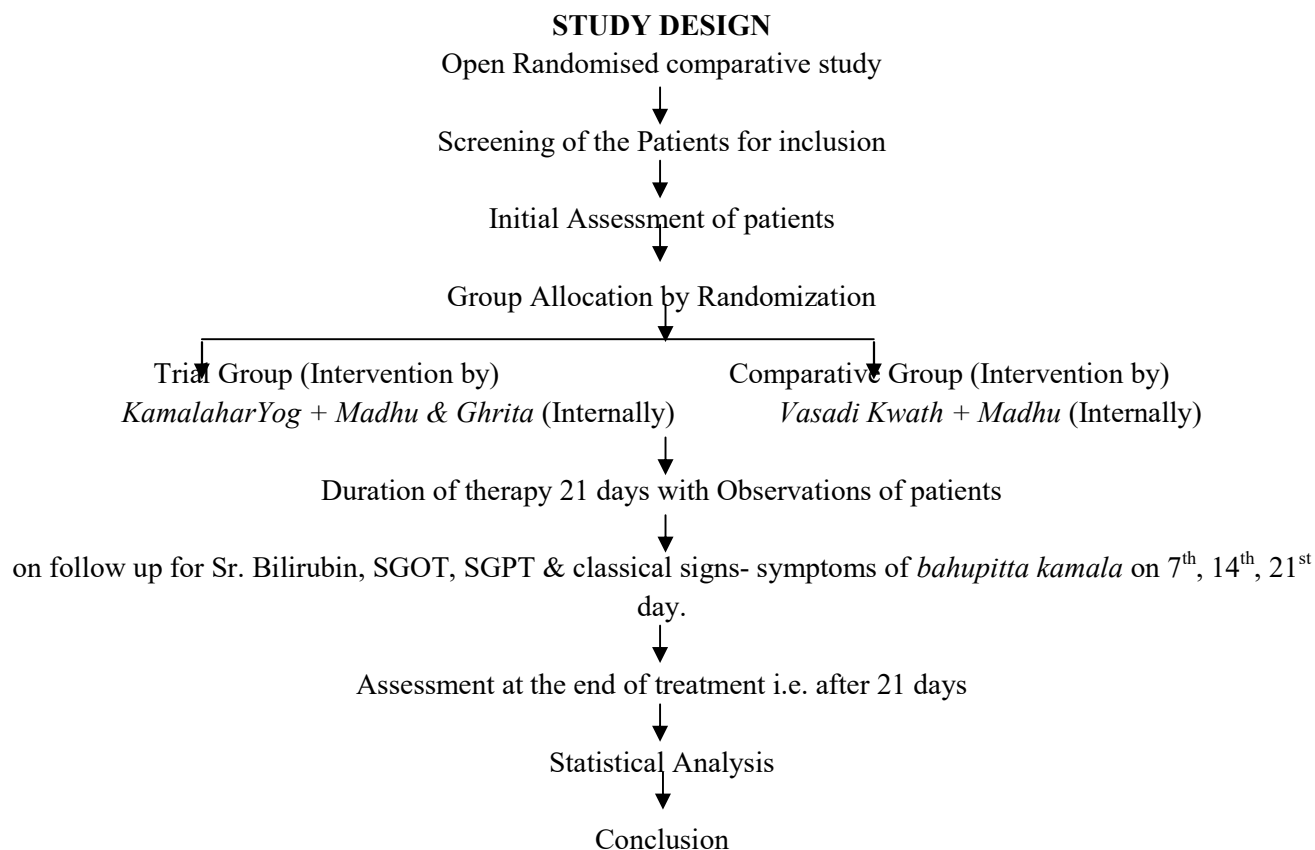 STUDY DESIGN
Open Randomised comparative study
Screening of the Patients for inclusion
Initial Assessment of patients
Group Allocation by Randomization
Trial Group (Intervention by)
KamalaharYog + Madhu & Ghrita (Internally)
Comparative Group (Intervention by)
Vasadi Kwath + Madhu (Internally)
Duration of therapy 21 days with Observations of patients
on follow up for Sr. Bilirubin, SGOT, SGPT & classical signs- symptoms of bahupitta kamala on 7th, 14th, 21st
day.
Assessment at the end of treatment i.e. after 21 days
Statistical Analysis
Conclusion